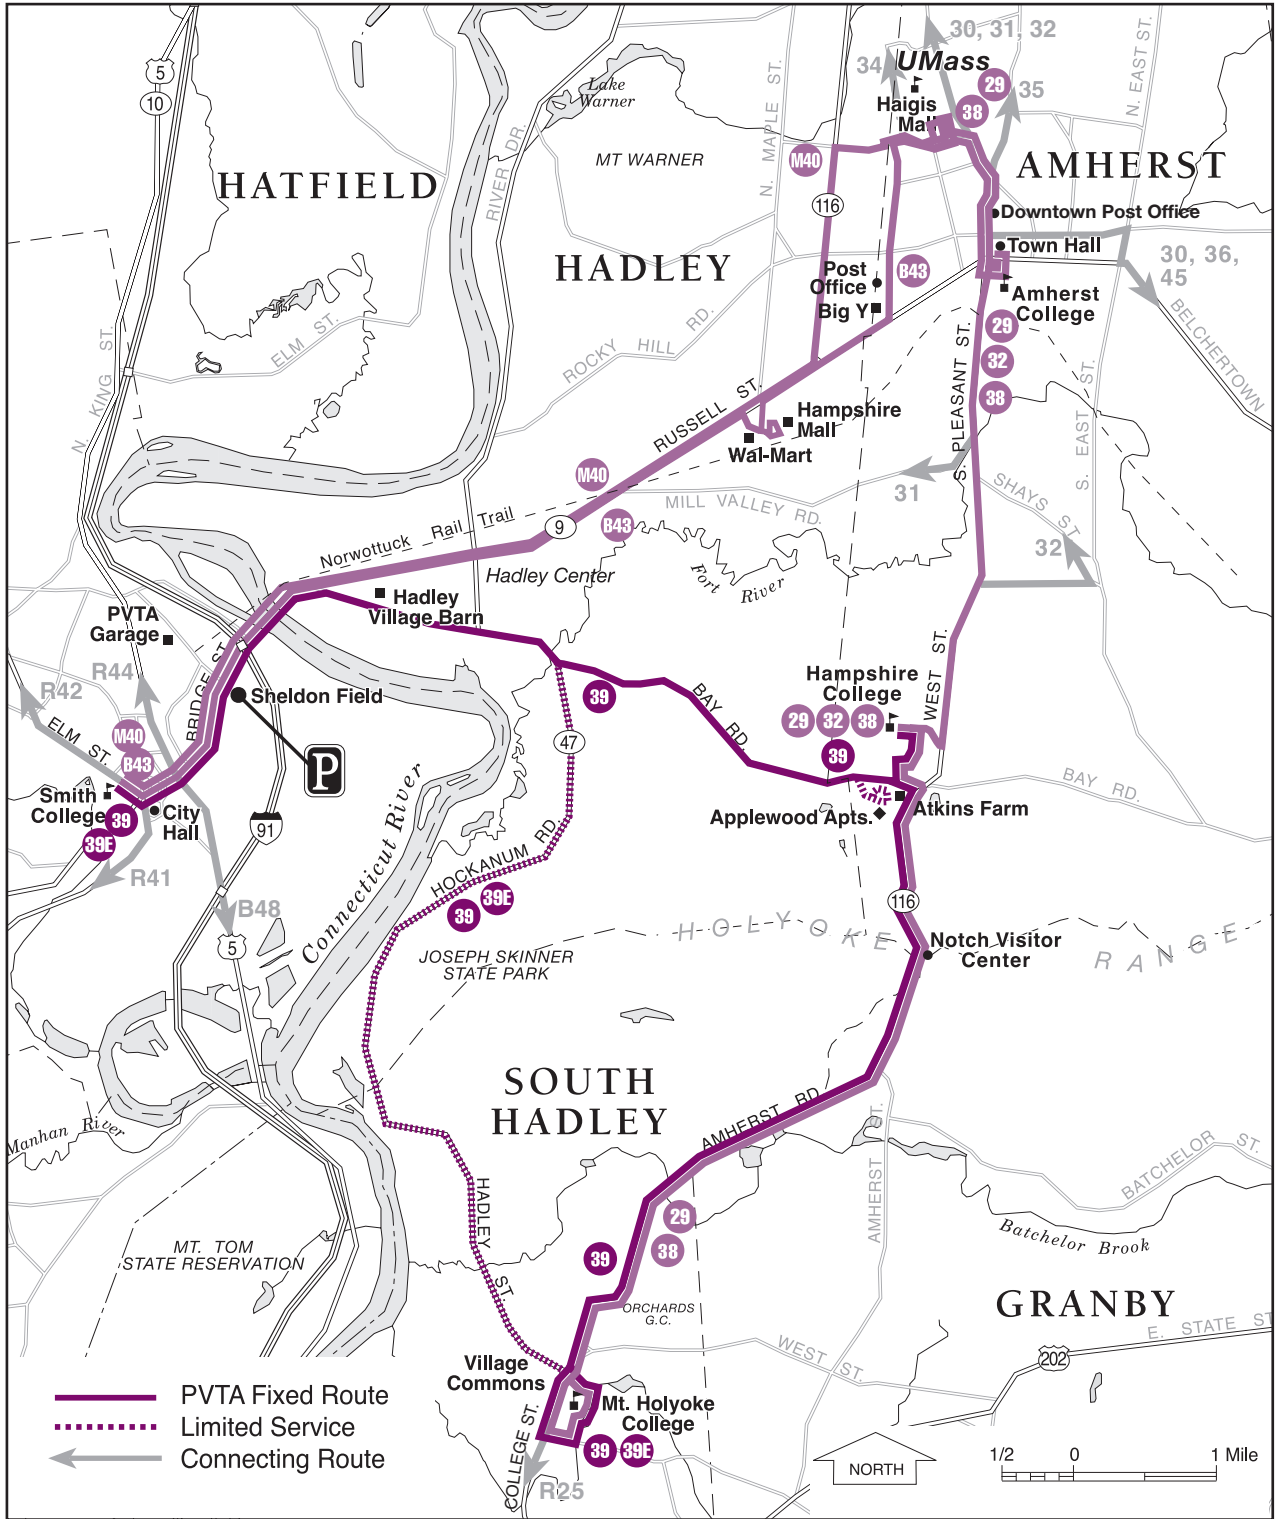 30, 31, 32
UMass
34
29
35
Haigis
Mall
38
5
10
Lake
Warner
N. MAPLE ST.
N. EAST ST.
RIVER DR.
MT WARNER
M40
AMHERST
HATFIELD
116
Downtown Post Office
Town Hall
HADLEY
30, 36,
45
Post
Office
B43
Big Y
Amherst
College
BELCHERTOWN
ELM ST.
N. KING ST.
ROCKY HILL RD.
S. PLEASANT ST.
29
32
38
S. EAST ST.
RUSSELL ST.
Hampshire
Mall
Wal-Mart
M40
31
MILL VALLEY RD.
SHAYS ST.
Norwottuck Rail Trail
9
B43
32
Hadley Center
Fort River
Hadley
Village Barn
PVTA
Garage
R44
R42
BRIDGE ST.
Sheldon Field
39
BAY RD.
Hampshire
College
WEST ST.
29
32
38
39
M40
B43
ELM ST.
47
P
BAY RD.
Smith
College
City
Hall
39
39E
91
Applewood Apts.
Atkins Farm
Connecticut River
HOCKANUM RD.
R41
B48
39
39E
116
5
HOLYOKE RANGE
Notch Visitor
Center
JOSEPH SKINNER
STATE PARK
SOUTH
HADLEY
AMHERST RD.
Manhan River
AMHERST ST.
BATCHELOR ST.
HADLEY ST.
29
38
39
Batchelor Brook
MT. TOM
STATE RESERVATION
GRANBY
ORCHARDS
G.C.
E. STATE ST
WEST ST.
202
Village
Commons
Mt. Holyoke
College
COLLEGE ST.
39
39E
R25
PVTA Fixed Route
Limited Service
Connecting Route
NORTH
1/2 0 1 Mile